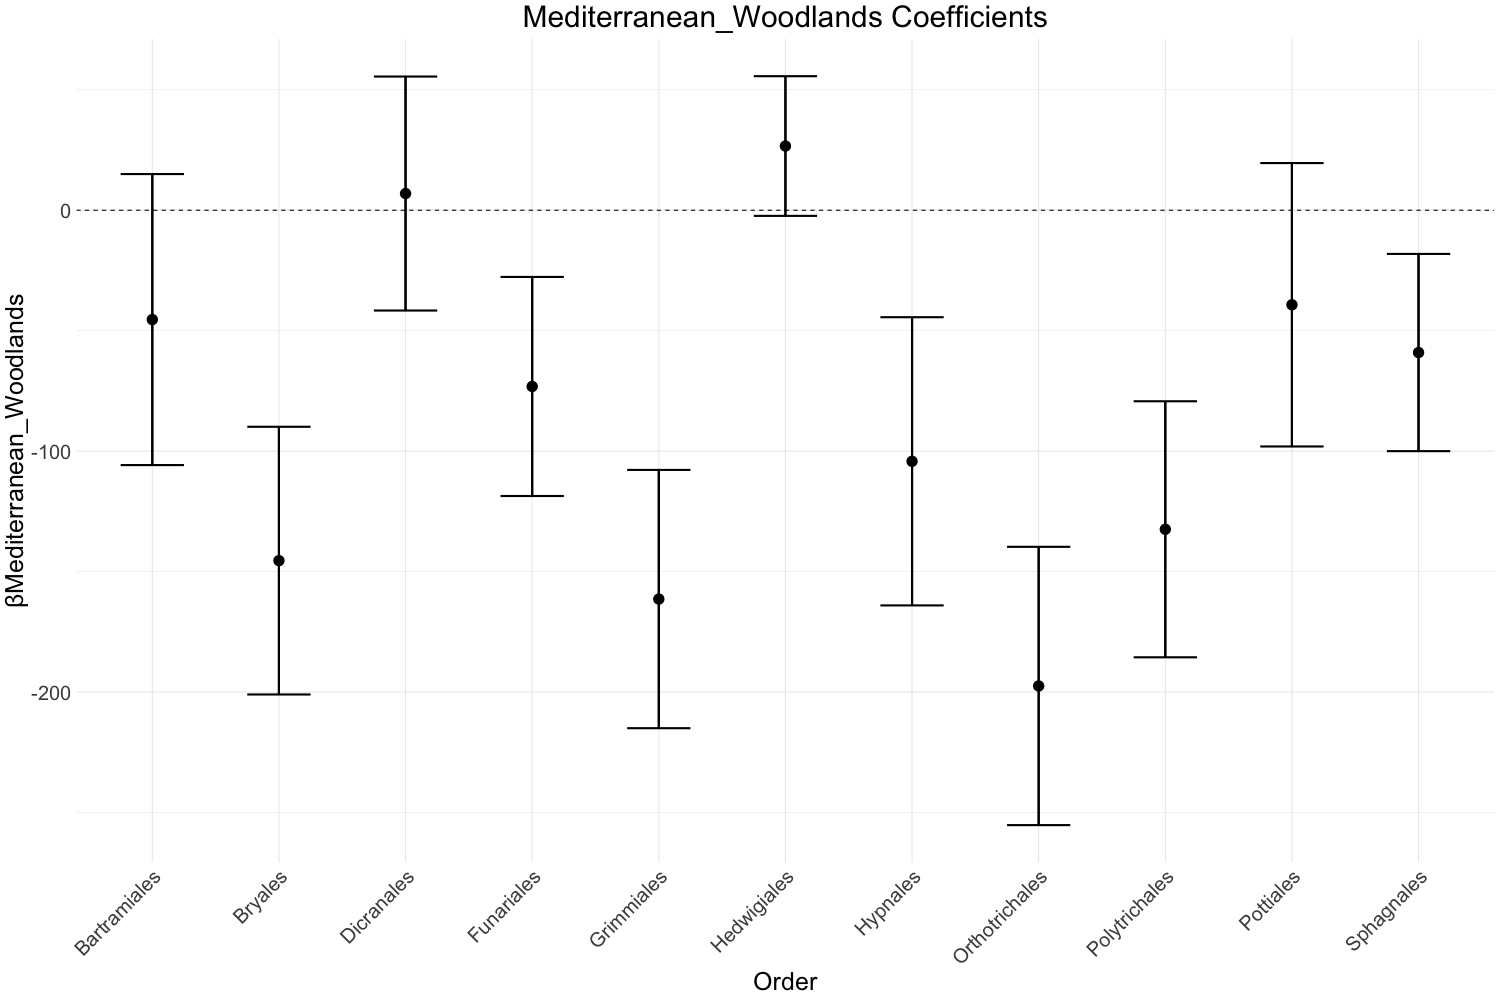 Mediterranean_Woodlands Coefficients
βMediterranean_Woodlands
0
-100
-200
Bartramiales
Bryales
Dicranales
Funariales
Grimmiales
Hedwigiales
Hypnales
Orthotrichales
Polytrichales
Pottiales
Sphagnales
Order